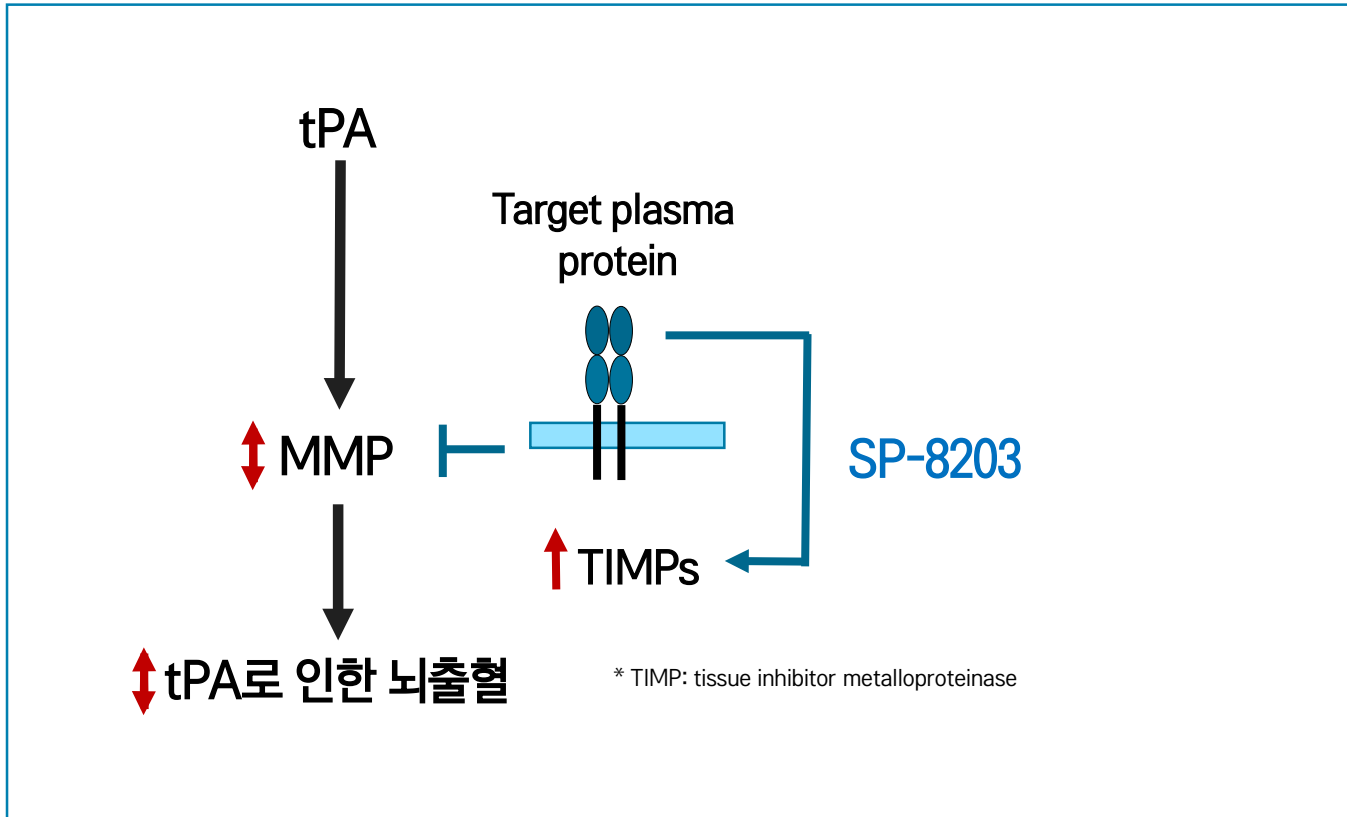 tPA
Target plasma
protein
MMP
SP-8203
TIMPs
tPA로 인한 뇌출혈
* TIMP: tissue inhibitor metalloproteinase